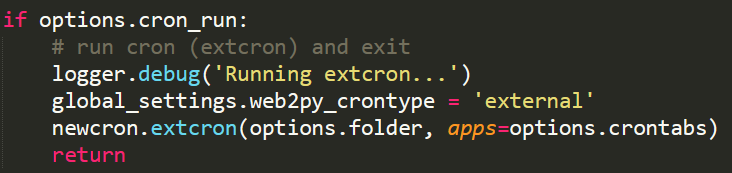 if options.cron_run:
    # run cron (extcron) and exit
    logger.debug('Running extcron...')
    global_settings.web2py_crontype = 'external'
    newcron.extcron(options.folder, apps=options.crontabs)
    return